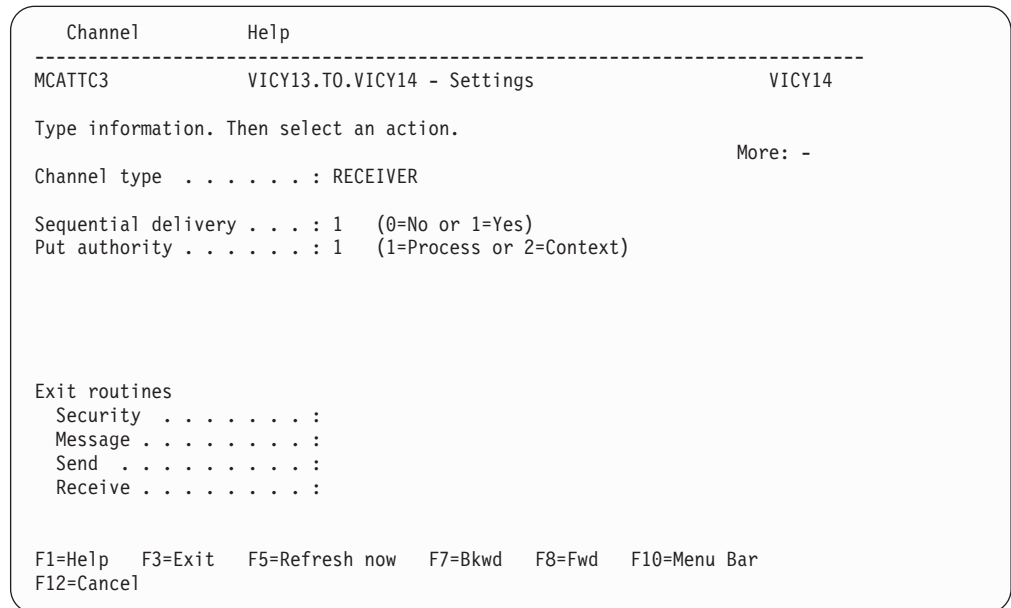 Channel Help
------------------------------------------------------------------------------
MCATTC3 VICY13.TO.VICY14 - Settings VICY14
Type information. Then select an action.
More: -
Channel type . . . . . . : RECEIVER
Sequential delivery . . . : 1 (0=No or 1=Yes)
Put authority . . . . . . : 1 (1=Process or 2=Context)
Exit routines
Security . . . . . . . :
Message . . . . . . . . :
Send . . . . . . . . . :
Receive . . . . . . . . :
F1=Help F3=Exit F5=Refresh now F7=Bkwd F8=Fwd F10=Menu Bar
F12=Cancel